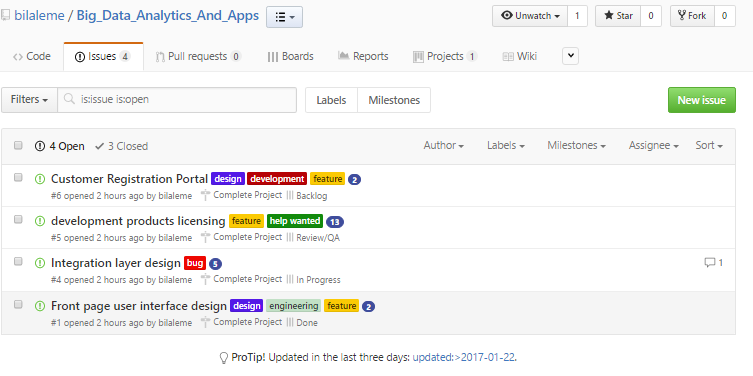 bilaleme / Big_Data_Analytics_And_Apps Unwatch 1 Star 0 Fork 0
Code Issues 4 Pull requests 0 Boards Reports Projects 1 Wiki
Filters is:issue is:open Labels Milestones New issue
4 Open 3 Closed Author Labels Milestones Assignee Sort
Customer Registration Portal design development feature 2
#6 opened 2 hours ago by bilaleme Complete Project Backlog
development products licensing feature help wanted 13
#5 opened 2 hours ago by bilaleme Complete Project Review/QA
Integration layer design bug 5 1
#4 opened 2 hours ago by bilaleme Complete Project In Progress
Front page user interface design design engineering feature 2
#1 opened 2 hours ago by bilaleme Complete Project Done
ProTip! Updated in the last three days: updated:>2017-01-22.